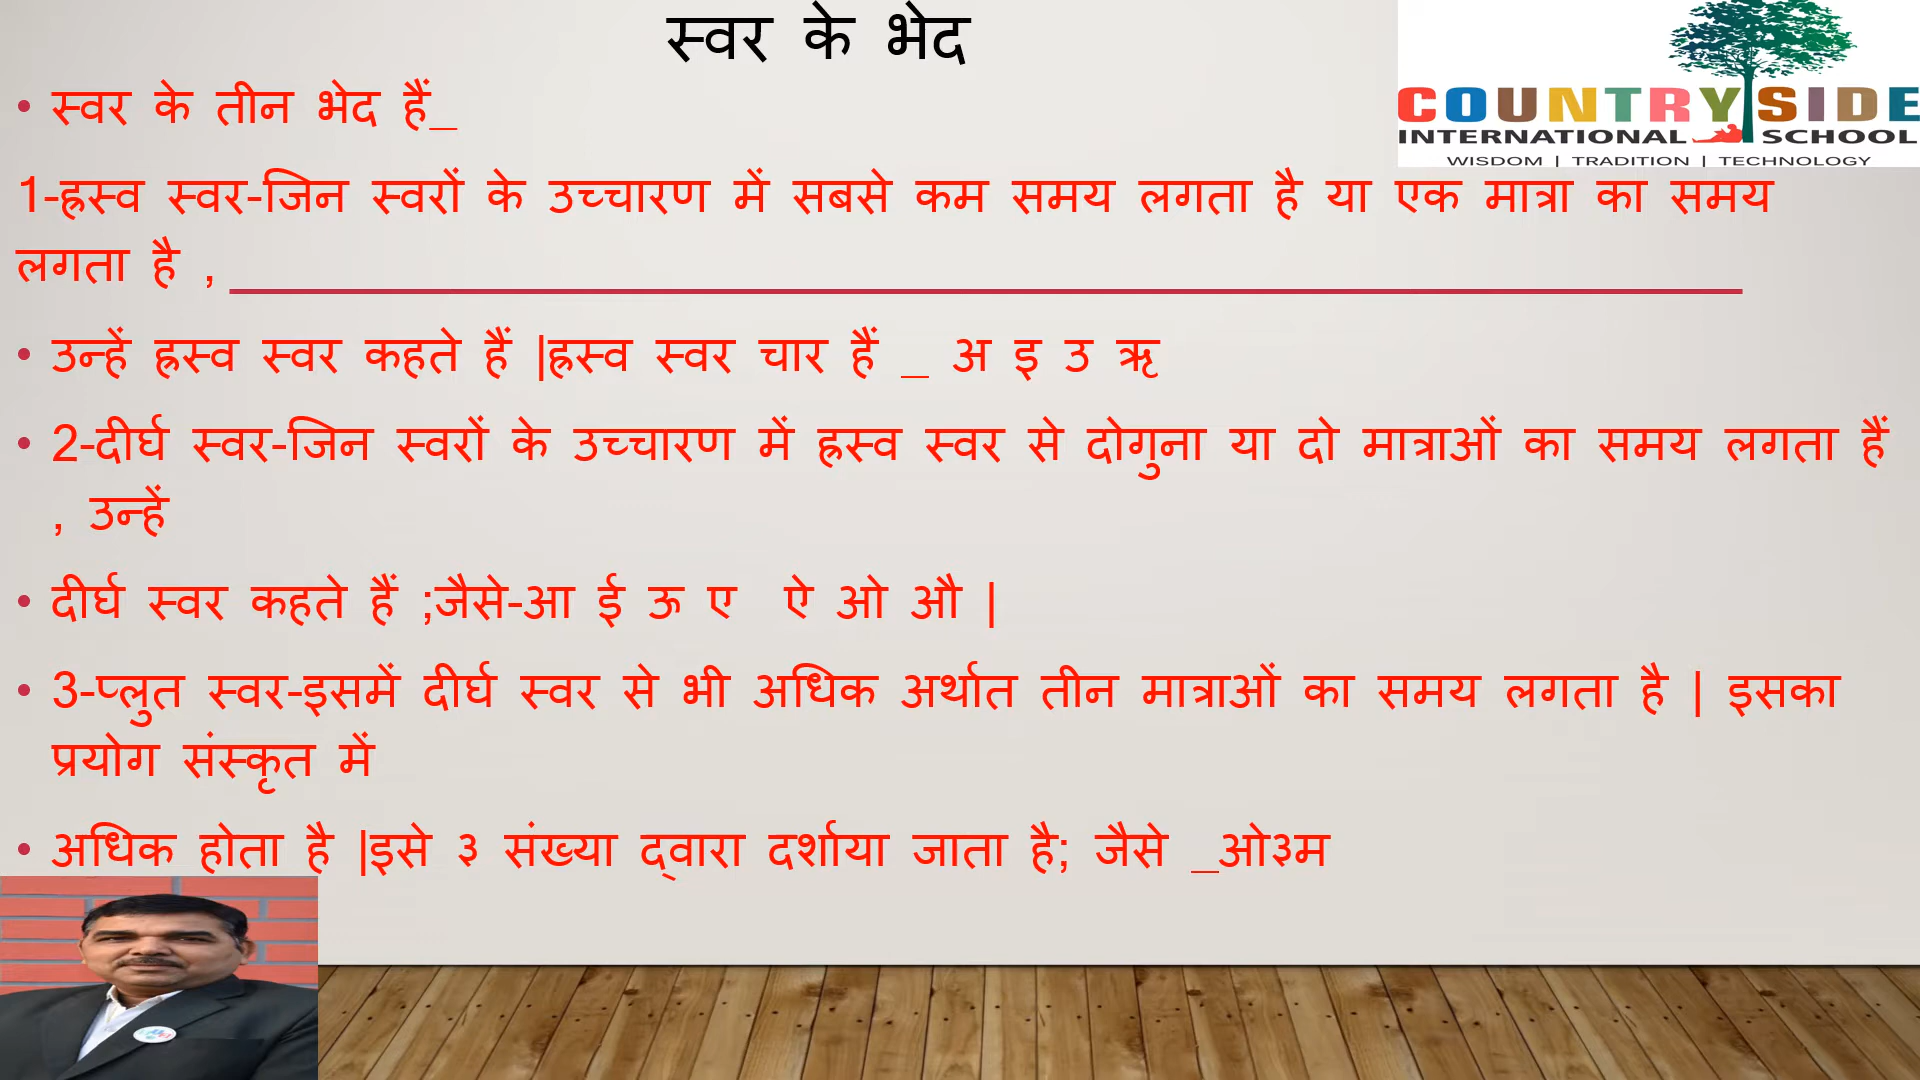 स्वर के भेद
COUNTRYSIDE
INTERNATIONAL SCHOOL
WISDOM | TRADITION | TECHNOLOGY
• स्वर के तीन भेद हैं_
1-ह्रस्व स्वर-जिन स्वरों के उच्चारण में सबसे कम समय लगता है या एक मात्रा का समय
लगता है ,
• उन्हें ह्रस्व स्वर कहते हैं |ह्रस्व स्वर चार हैं _ अ इ उ ऋ
• 2-दीर्घ स्वर-जिन स्वरों के उच्चारण में ह्रस्व स्वर से दोगुना या दो मात्राओं का समय लगता हैं
, उन्हें
• दीर्घ स्वर कहते हैं ;जैसे-आ ई ऊ ए ऐ ओ औ |
• 3-प्लुत स्वर-इसमें दीर्घ स्वर से भी अधिक अर्थात तीन मात्राओं का समय लगता है | इसका
प्रयोग संस्कृत में
• अधिक होता है |इसे ३ संख्या द्वारा दर्शाया जाता है; जैसे _ओ३म